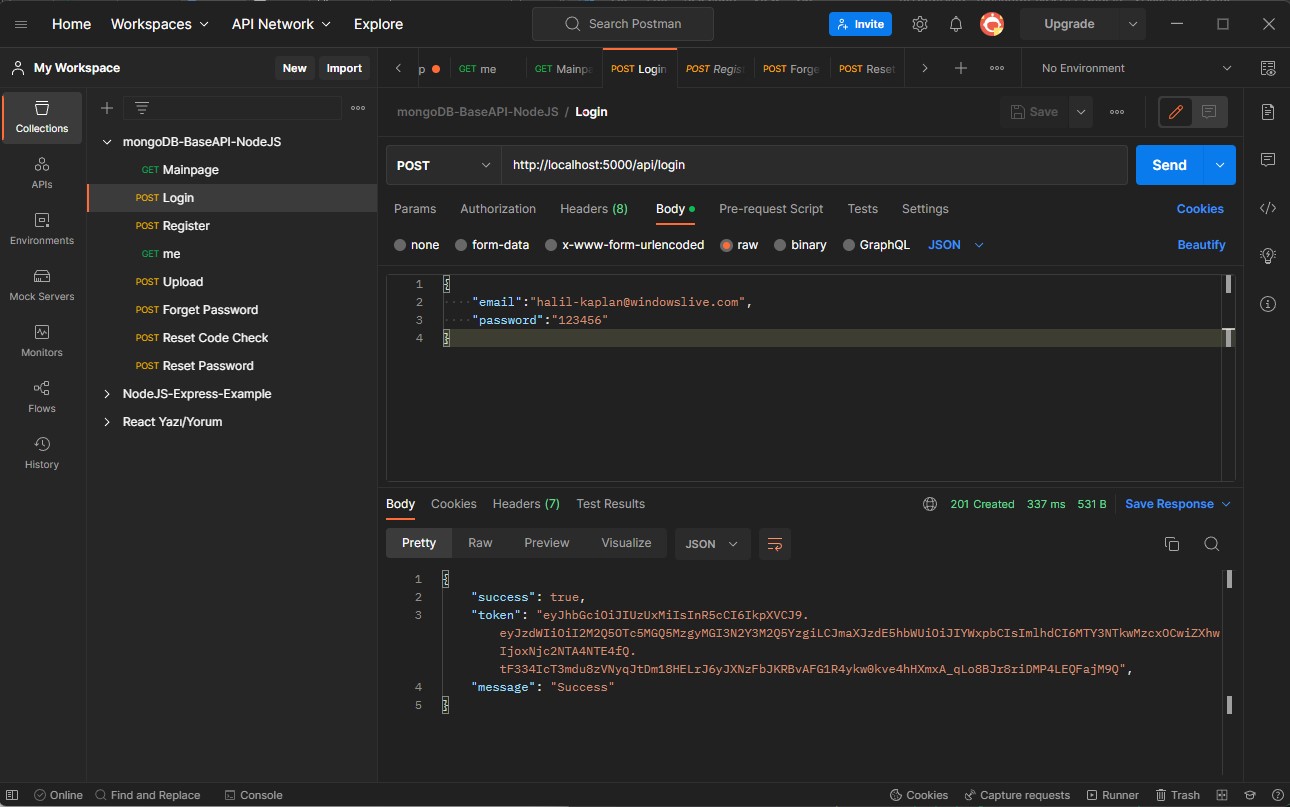 Home
Workspaces
API Network
Explore
Search Postman
Invite
Upgrade
My Workspace
New
Import
p
GET me
GET Mainpa
POST Login
POST Regis
POST Forge
POST Reset
No Environment
Collections
APIs
Environments
Mock Servers
Monitors
Flows
History
mongoDB-BaseAPI-NodeJS
GET Mainpage
POST Login
POST Register
GET me
POST Upload
POST Forget Password
POST Reset Code Check
POST Reset Password
NodeJS-Express-Example
React Yazı/Yorum
mongoDB-BaseAPI-NodeJS / Login
Save
POST
http://localhost:5000/api/login
Send
Params
Authorization
Headers (8)
Body
Pre-request Script
Tests
Settings
Cookies
none
form-data
x-www-form-urlencoded
raw
binary
GraphQL
JSON
Beautify
1 {
2 ····"email":"halil-kaplan@windowslive.com",
3 ····"password":"123456"
4 }
Body
Cookies
Headers (7)
Test Results
201 Created
337 ms
531 B
Save Response
Pretty
Raw
Preview
Visualize
JSON
1 {
2 "success": true,
3 "token": "eyJhbGciOiJIUzUxMiIsInR5cCI6IkpXVCJ9.
eyJzdWIiOiI2M2Q5OTc5MGQ5MzgyMGI3N2Y3M2Q5YzgiLCJmaXJzdE5hbWUiOiJIYWxpbCIsImlhdCI6MTY3NTkwMzcxOCwiZXhw
IjoxNjc2NTA4NTE4fQ.
tF334IcT3mdu8zVNyqJtDm18HELrJ6yJXNzFbJKRBvAFG1R4ykw0kve4hHXmxA_qLo8BJr8riDMP4LEQFajM9Q",
4 "message": "Success"
5 }
Online
Find and Replace
Console
Cookies
Capture requests
Runner
Trash